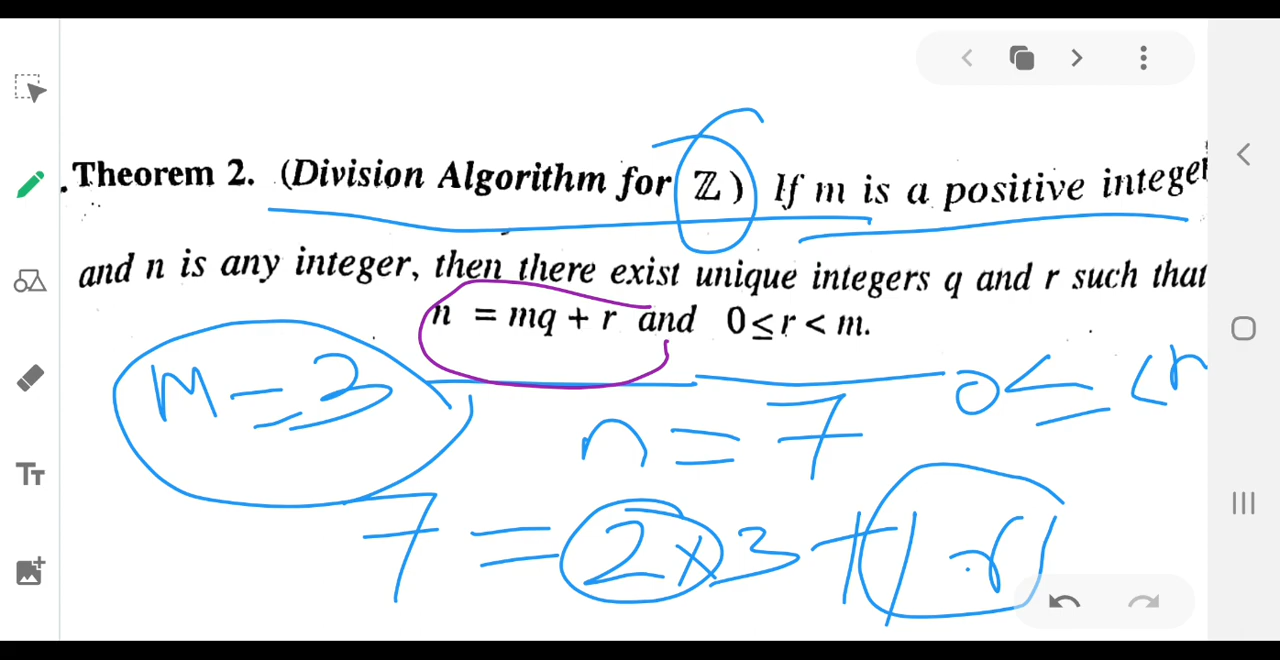 .Theorem 2. (Division Algorithm for ℤ) If m is a positive integer
and n is any integer, then there exist unique integers q and r such that
n = mq + r and 0 ≤ r < m.
M = 3
n = 7
0 ≤ <
7 = 2 × 3 + 1 r
TT